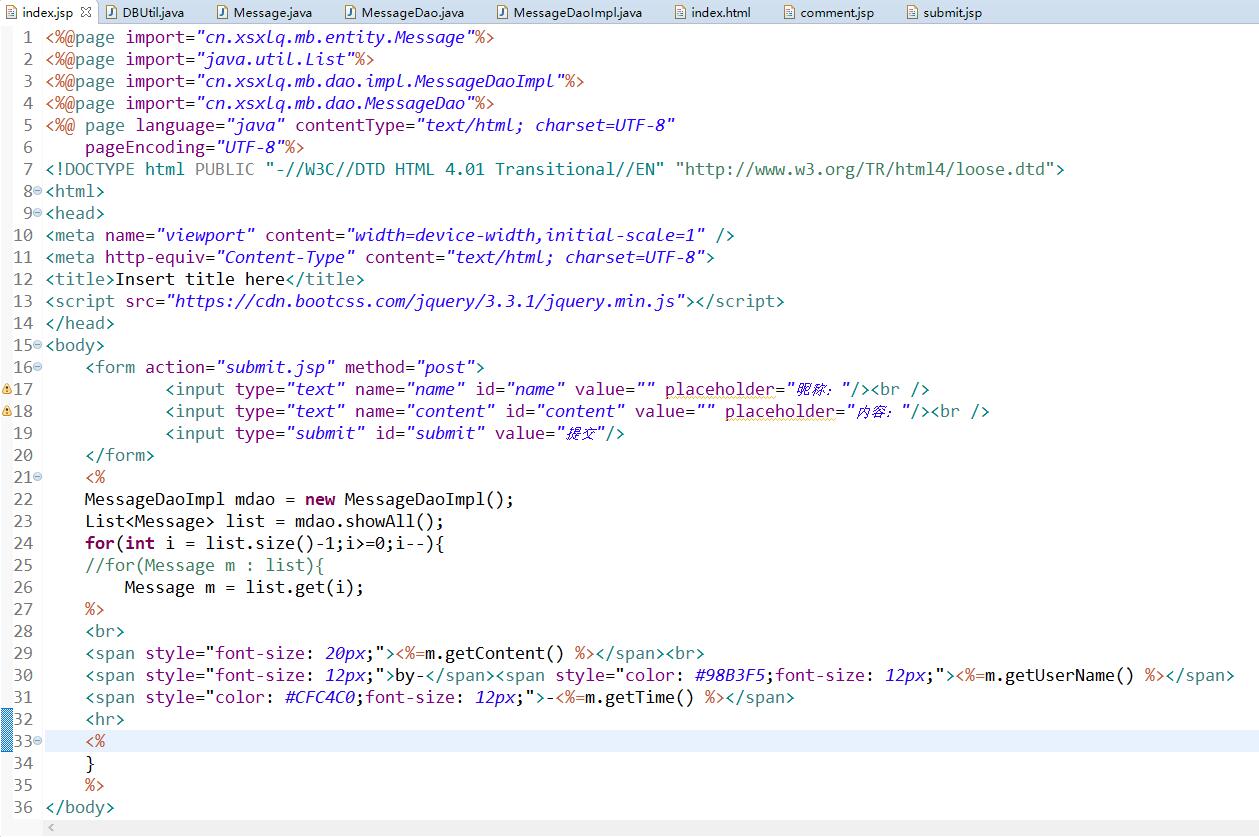 index.jsp DBUtil.java Message.java MessageDao.java MessageDaoImpl.java index.html comment.jsp submit.jsp
1 <%@page import="cn.xsxlq.mb.entity.Message"%>
2 <%@page import="java.util.List"%>
3 <%@page import="cn.xsxlq.mb.dao.impl.MessageDaoImpl"%>
4 <%@page import="cn.xsxlq.mb.dao.MessageDao"%>
5 <%@ page language="java" contentType="text/html; charset=UTF-8"
6     pageEncoding="UTF-8"%>
7 <!DOCTYPE html PUBLIC "-//W3C//DTD HTML 4.01 Transitional//EN" "http://www.w3.org/TR/html4/loose.dtd">
8 <html>
9 <head>
10 <meta name="viewport" content="width=device-width,initial-scale=1" />
11 <meta http-equiv="Content-Type" content="text/html; charset=UTF-8">
12 <title>Insert title here</title>
13 <script src="https://cdn.bootcss.com/jquery/3.3.1/jquery.min.js"></script>
14 </head>
15 <body>
16     <form action="submit.jsp" method="post">
17             <input type="text" name="name" id="name" value="" placeholder="昵称："/><br />
18             <input type="text" name="content" id="content" value="" placeholder="内容："/><br />
19             <input type="submit" id="submit" value="提交"/>
20     </form>
21     <%
22     MessageDaoImpl mdao = new MessageDaoImpl();
23     List<Message> list = mdao.showAll();
24     for(int i = list.size()-1;i>=0;i--){
25     //for(Message m : list){
26         Message m = list.get(i);
27     %>
28     <br>
29     <span style="font-size: 20px;"><%=m.getContent() %></span><br>
30     <span style="font-size: 12px;">by-</span><span style="color: #98B3F5;font-size: 12px;"><%=m.getUserName() %></span>
31     <span style="color: #CFC4C0;font-size: 12px;">-<%=m.getTime() %></span>
32     <hr>
33     <%
34     }
35     %>
36 </body>